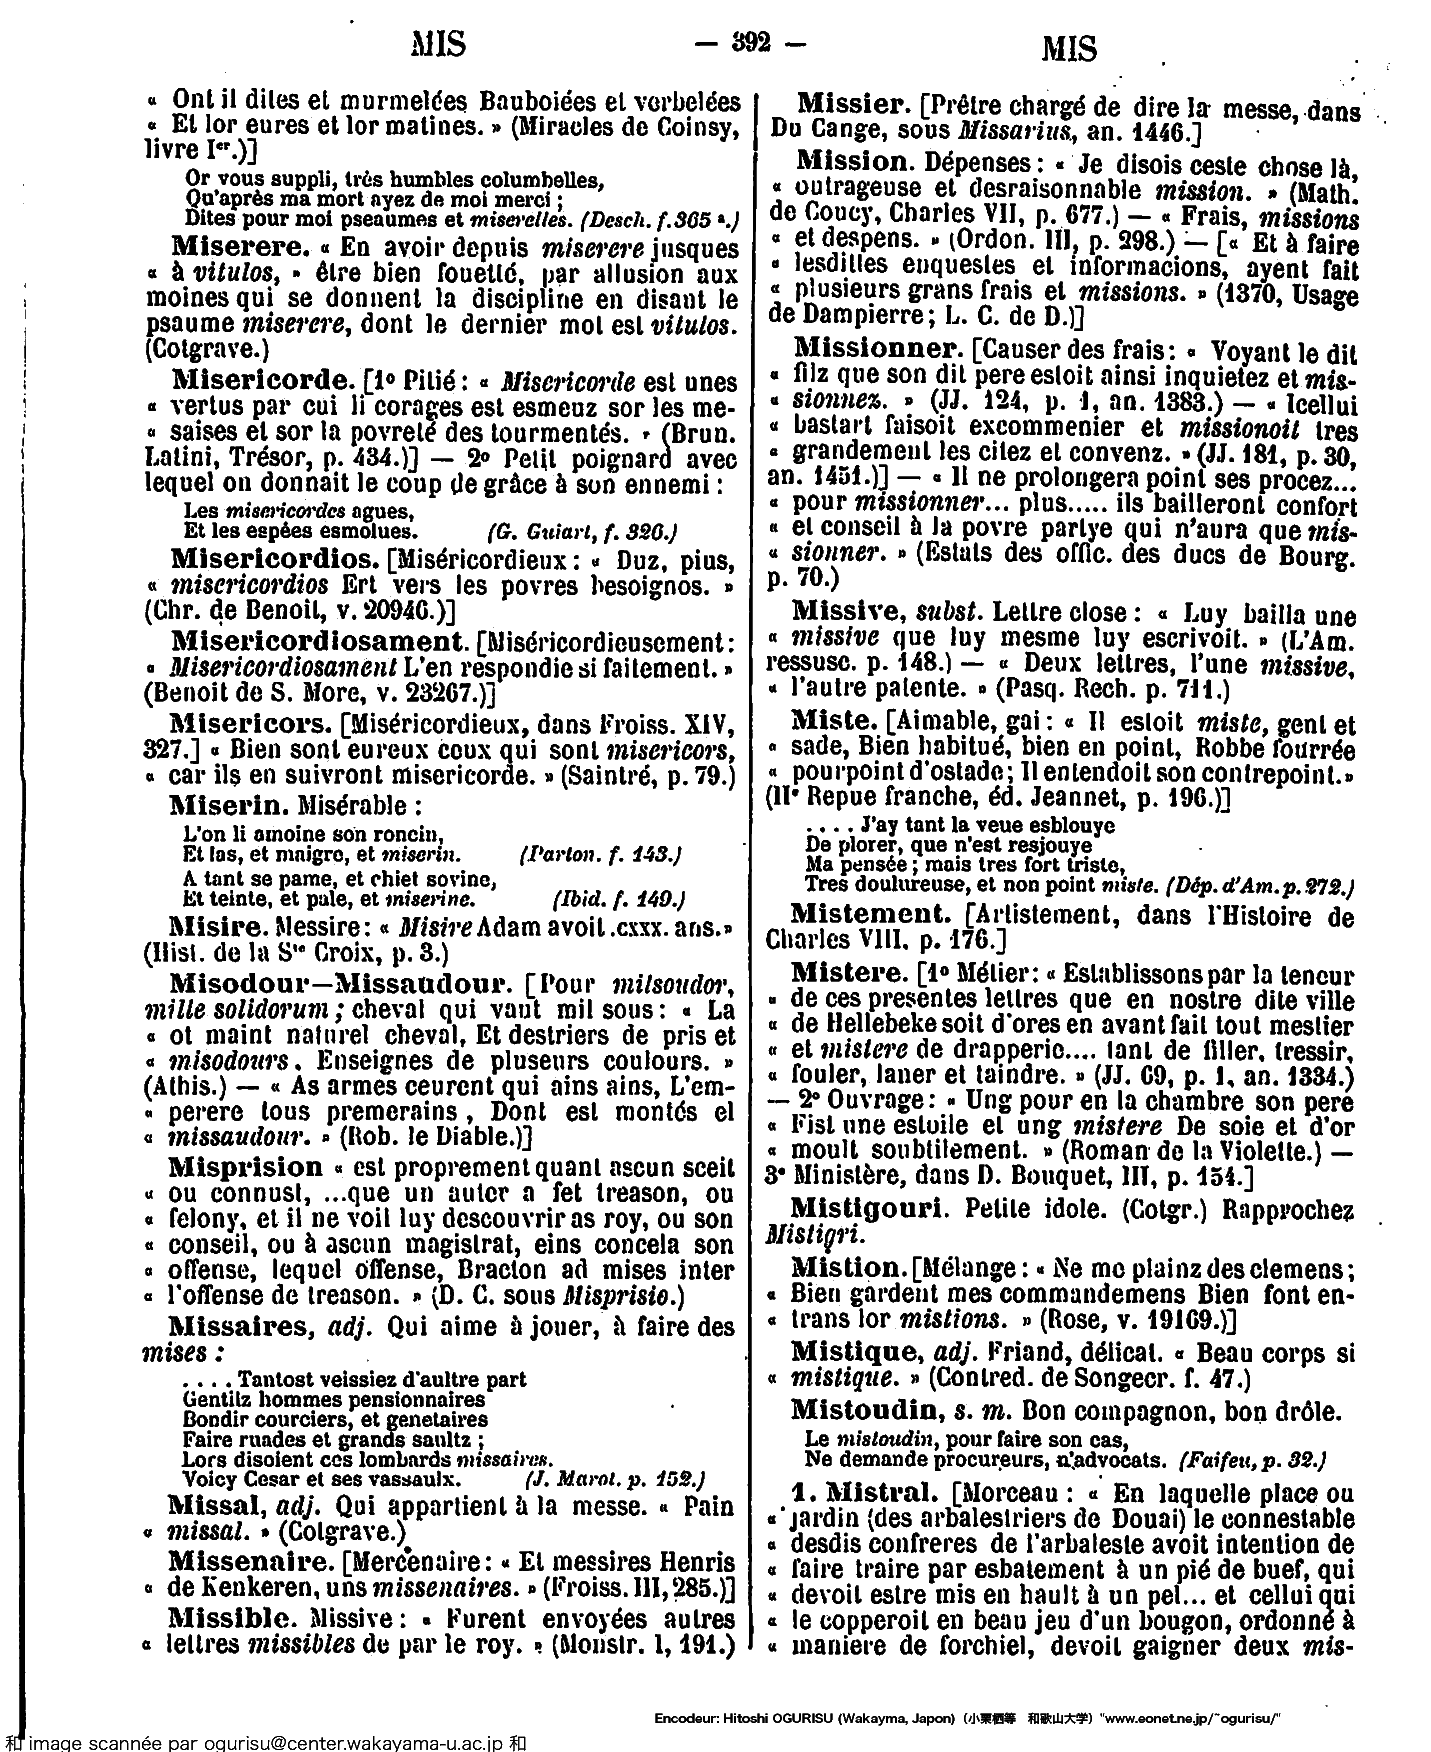 MIS
— 392 —
MIS
« Ont il dites et murmelées Bauboiées et verbelées
« Et lor eures et lor matines. » (Miracles de Coinsy,
livre Ier.)]
Or vous suppli, très humbles columbelles,
Qu'après ma mort ayez de moi merci ;
Dites pour moi pseaumes et miserelles. (Desch. f. 365 a.)
Miserere. « En avoir depuis miserere jusques
« à vitulos, » être bien fouetté, par allusion aux
moines qui se donnent la discipline en disant le
psaume miserere, dont le dernier mot est vitulos.
(Cotgrave.)
Misericorde. [1o Pitié : « Misericorde est unes
« vertus par cui li corages est esmeuz sor les me-
« saises et sor la povreté des tourmentés. » (Brun.
Latini, Trésor, p. 434.)] — 2o Petit poignard avec
lequel on donnait le coup de grâce à son ennemi :
Les misericordes agues,
Et les espées esmolues. (G. Guiart, f. 326.)
Misericordios. [Miséricordieux : « Duz, pius,
« misericordios Ert vers les povres besoignos. »
(Chr. de Benoit, v. 20946.)]
Misericordiosament. [Miséricordieusement :
« Misericordiosament L'en respondie si faitement. »
(Benoit de S. More, v. 23267.)]
Misericors. [Miséricordieux, dans Froiss. XIV,
327.] « Bien sont eureux ceux qui sont misericors,
« car ils en suivront misericorde. » (Saintré, p. 79.)
Miserin. Misérable :
L'on li amoine son roncin,
Et las, et maigre, et miserin. (Parton. f. 143.)
A tant se pame, et chiet sovine,
Et teinte, et pale, et miserine. (Ibid. f. 149.)
Misire. Messire : « Misire Adam avoit .cxxx. ans. »
(Hist. de la Ste Croix, p. 3.)
Misodour—Missaudour. [Pour milsoudor,
mille solidorum ; cheval qui vaut mil sous : « La
« ot maint naturel cheval, Et destriers de pris et
« misodours. Enseignes de pluseurs coulours. »
(Athis.) — « As armes ceurent qui ains ains, L'em-
« perere tous premerains, Dont est montés el
« missaudour. » (Rob. le Diable.)]
Misprision « est proprement quant ascun sceit
« ou connust, ...que un auter a fet treason, ou
« felony, et il ne voil luy descouvrir as roy, ou son
« conseil, ou à ascun magistrat, eins concela son
« offense, lequel offense, Bracton ad mises inter
« l'offense de treason. » (D. C. sous Misprisio.)
Missaires, adj. Qui aime à jouer, à faire des
mises :
. . . . Tantost veissiez d'aultre part
Gentilz hommes pensionnaires
Bondir courciers, et genetaires
Faire ruades et grands saultz ;
Lors disoient ces lombards missaires.
Voicy Cesar et ses vassaulx. (J. Marot. p. 152.)
Missal, adj. Qui appartient à la messe. « Pain
« missal. » (Cotgrave.)
Missenaire. [Mercenaire : « Et messires Henris
« de Kenkeren, uns missenaires. » (Froiss. III, 285.)]
Missible. Missive : « Furent envoyées autres
« lettres missibles de par le roy. » (Monstr. I, 191.)
Missier. [Prêtre chargé de dire la messe, dans
Du Cange, sous Missarius, an. 1446.]
Mission. Dépenses : « Je disois ceste chose là,
« outrageuse et desraisonnable mission. » (Math.
de Coucy, Charles VII, p. 677.) — « Frais, missions
« et despens. » (Ordon. III, p. 298.) — [« Et à faire
« lesdittes enquestes et informacions, ayent fait
« plusieurs grans frais et missions. » (1370, Usage
de Dampierre ; L. C. de D.)]
Missionner. [Causer des frais : « Voyant le dit
« filz que son dit pere estoit ainsi inquietez et mis-
« sionnez. » (JJ. 124, p. 1, an. 1383.) — « Icellui
« bastart faisoit excommenier et missionoit tres
« grandement les citez et convenz. » (JJ. 181, p. 30,
an. 1451.)] — « Il ne prolongera point ses procez...
« pour missionner... plus..... ils bailleront confort
« et conseil à la povre partye qui n'aura que mis-
« sionner. » (Estats des offic. des ducs de Bourg.
p. 70.)
Missive, subst. Lettre close : « Luy bailla une
« missive que luy mesme luy escrivoit. » (L'Am.
ressusc. p. 148.) — « Deux lettres, l'une missive,
« l'autre patente. » (Pasq. Rech. p. 711.)
Miste. [Aimable, gai : « Il estoit miste, gent et
« sade, Bien habitué, bien en point, Robbe fourrée
« pourpoint d'ostade ; Il entendoit son contrepoint. »
(IIe Repue franche, éd. Jeannet, p. 196.)]
. . . . J'ay tant la veue esblouye
De plorer, que n'est resjouye
Ma pensée ; mais tres fort triste,
Tres doulureuse, et non point miste. (Dép. d'Am. p. 272.)
Mistement. [Artistement, dans l'Histoire de
Charles VIII, p. 176.]
Mistere. [1o Métier : « Establissons par la teneur
« de ces presentes lettres que en nostre dite ville
« de Hellebeke soit d'ores en avant fait tout mestier
« et mistere de drapperie.... tant de filler, tressir,
« fouler, lauer et taindre. » (JJ. 69, p. 1, an. 1334.)
— 2o Ouvrage : « Ung pour en la chambre son pere
« Fist une estoile et ung mistere De soie et d'or
« moult soubtilement. » (Roman de la Violette.) —
3o Ministère, dans D. Bouquet, III, p. 154.]
Mistigouri. Petite idole. (Cotgr.) Rapprochez
Mistigri.
Mistion. [Mélange : « Ne me plainz des elemens ;
« Bien gardent mes commandemens Bien font en-
« trans lor mistions. » (Rose, v. 19169.)]
Mistique, adj. Friand, délicat. « Beau corps si
« mistique. » (Contred. de Songecr. f. 47.)
Mistoudin, s. m. Bon compagnon, bon drôle.
Le mistoudin, pour faire son cas,
Ne demande procureurs, n'advocats. (Faifeu, p. 32.)
1. Mistral. [Morceau : « En laquelle place ou
« jardin (des arbalestriers de Douai) le connestable
« desdis confreres de l'arbaleste avoit intention de
« faire traire par esbatement à un pié de buef, qui
« devoit estre mis en hault à un pel... et cellui qui
« le copperoit en beau jeu d'un bougon, ordonné à
« maniere de forchiel, devoit gaigner deux mis-
Encodeur: Hitoshi OGURISU (Wakayma, Japon)（小栗栖等　和歌山大学）"www.eonet.ne.jp/~ogurisu/"
和 image scannée par ogurisu@center.wakayama-u.ac.jp 和